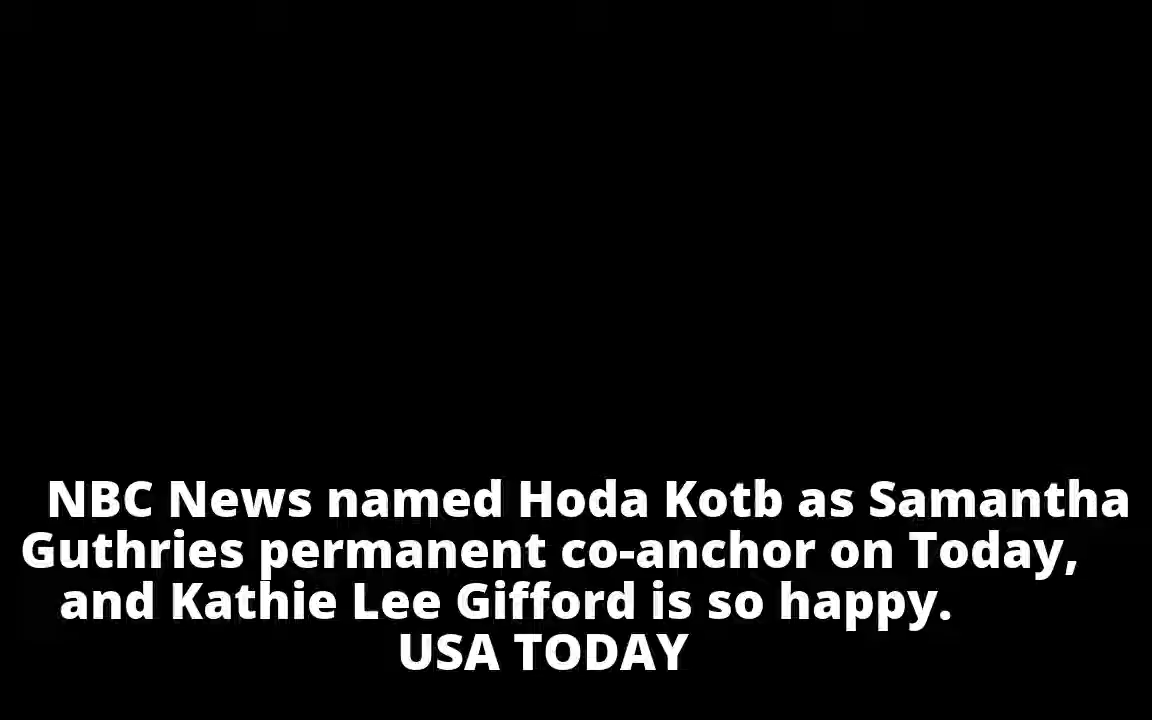 NBC News named Hoda Kotb as Samantha
Guthries permanent co-anchor on Today,
and Kathie Lee Gifford is so happy.
USA TODAY